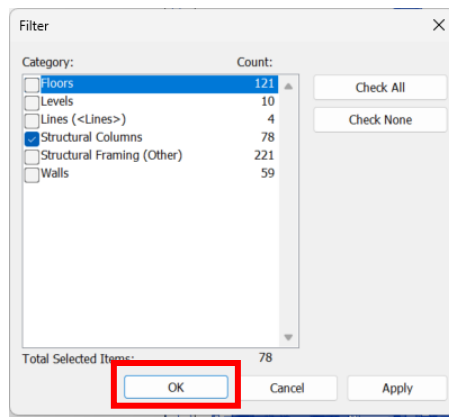 Filter
Category: Count:
Floors 121
Levels 10
Lines (<Lines>) 4
Structural Columns 78
Structural Framing (Other) 221
Walls 59
Check All
Check None
Total Selected Items: 78
OK Cancel Apply